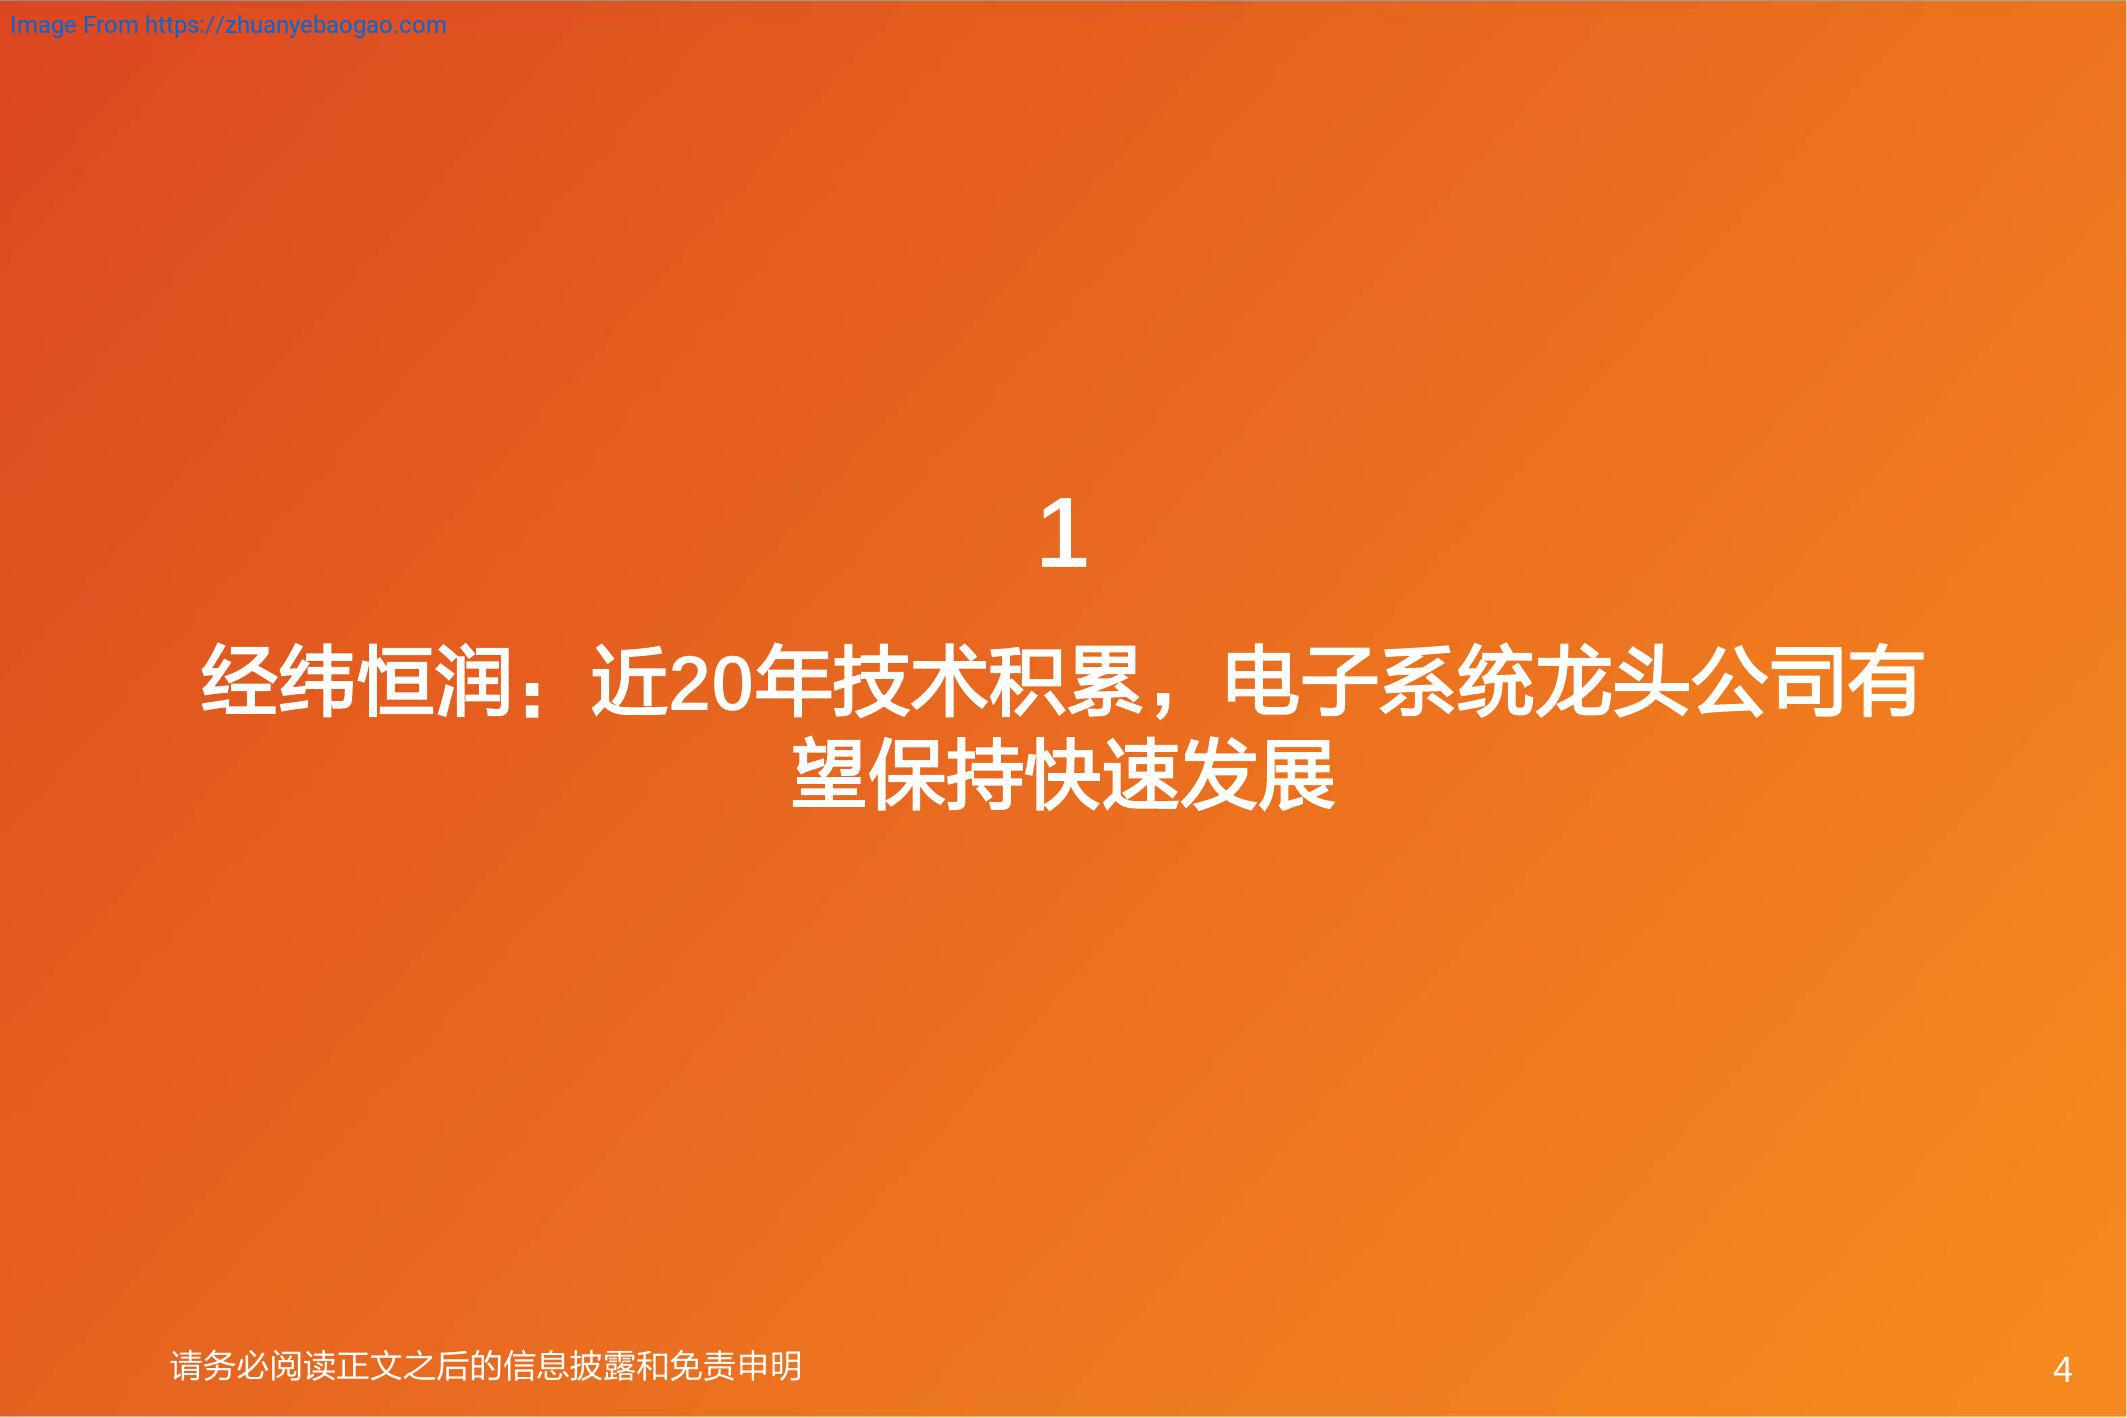 Image From https://zhuanyebaogao.com
1
经纬恒润：近20年技术积累，电子系统龙头公司有
望保持快速发展
请务必阅读正文之后的信息披露和免责申明
4